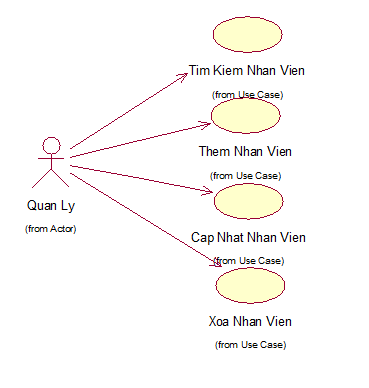 Tim Kiem Nhan Vien
(from Use Case)
Them Nhan Vien
(from Use Case)
Quan Ly
(from Actor)
Cap Nhat Nhan Vien
(from Use Case)
Xoa Nhan Vien
(from Use Case)